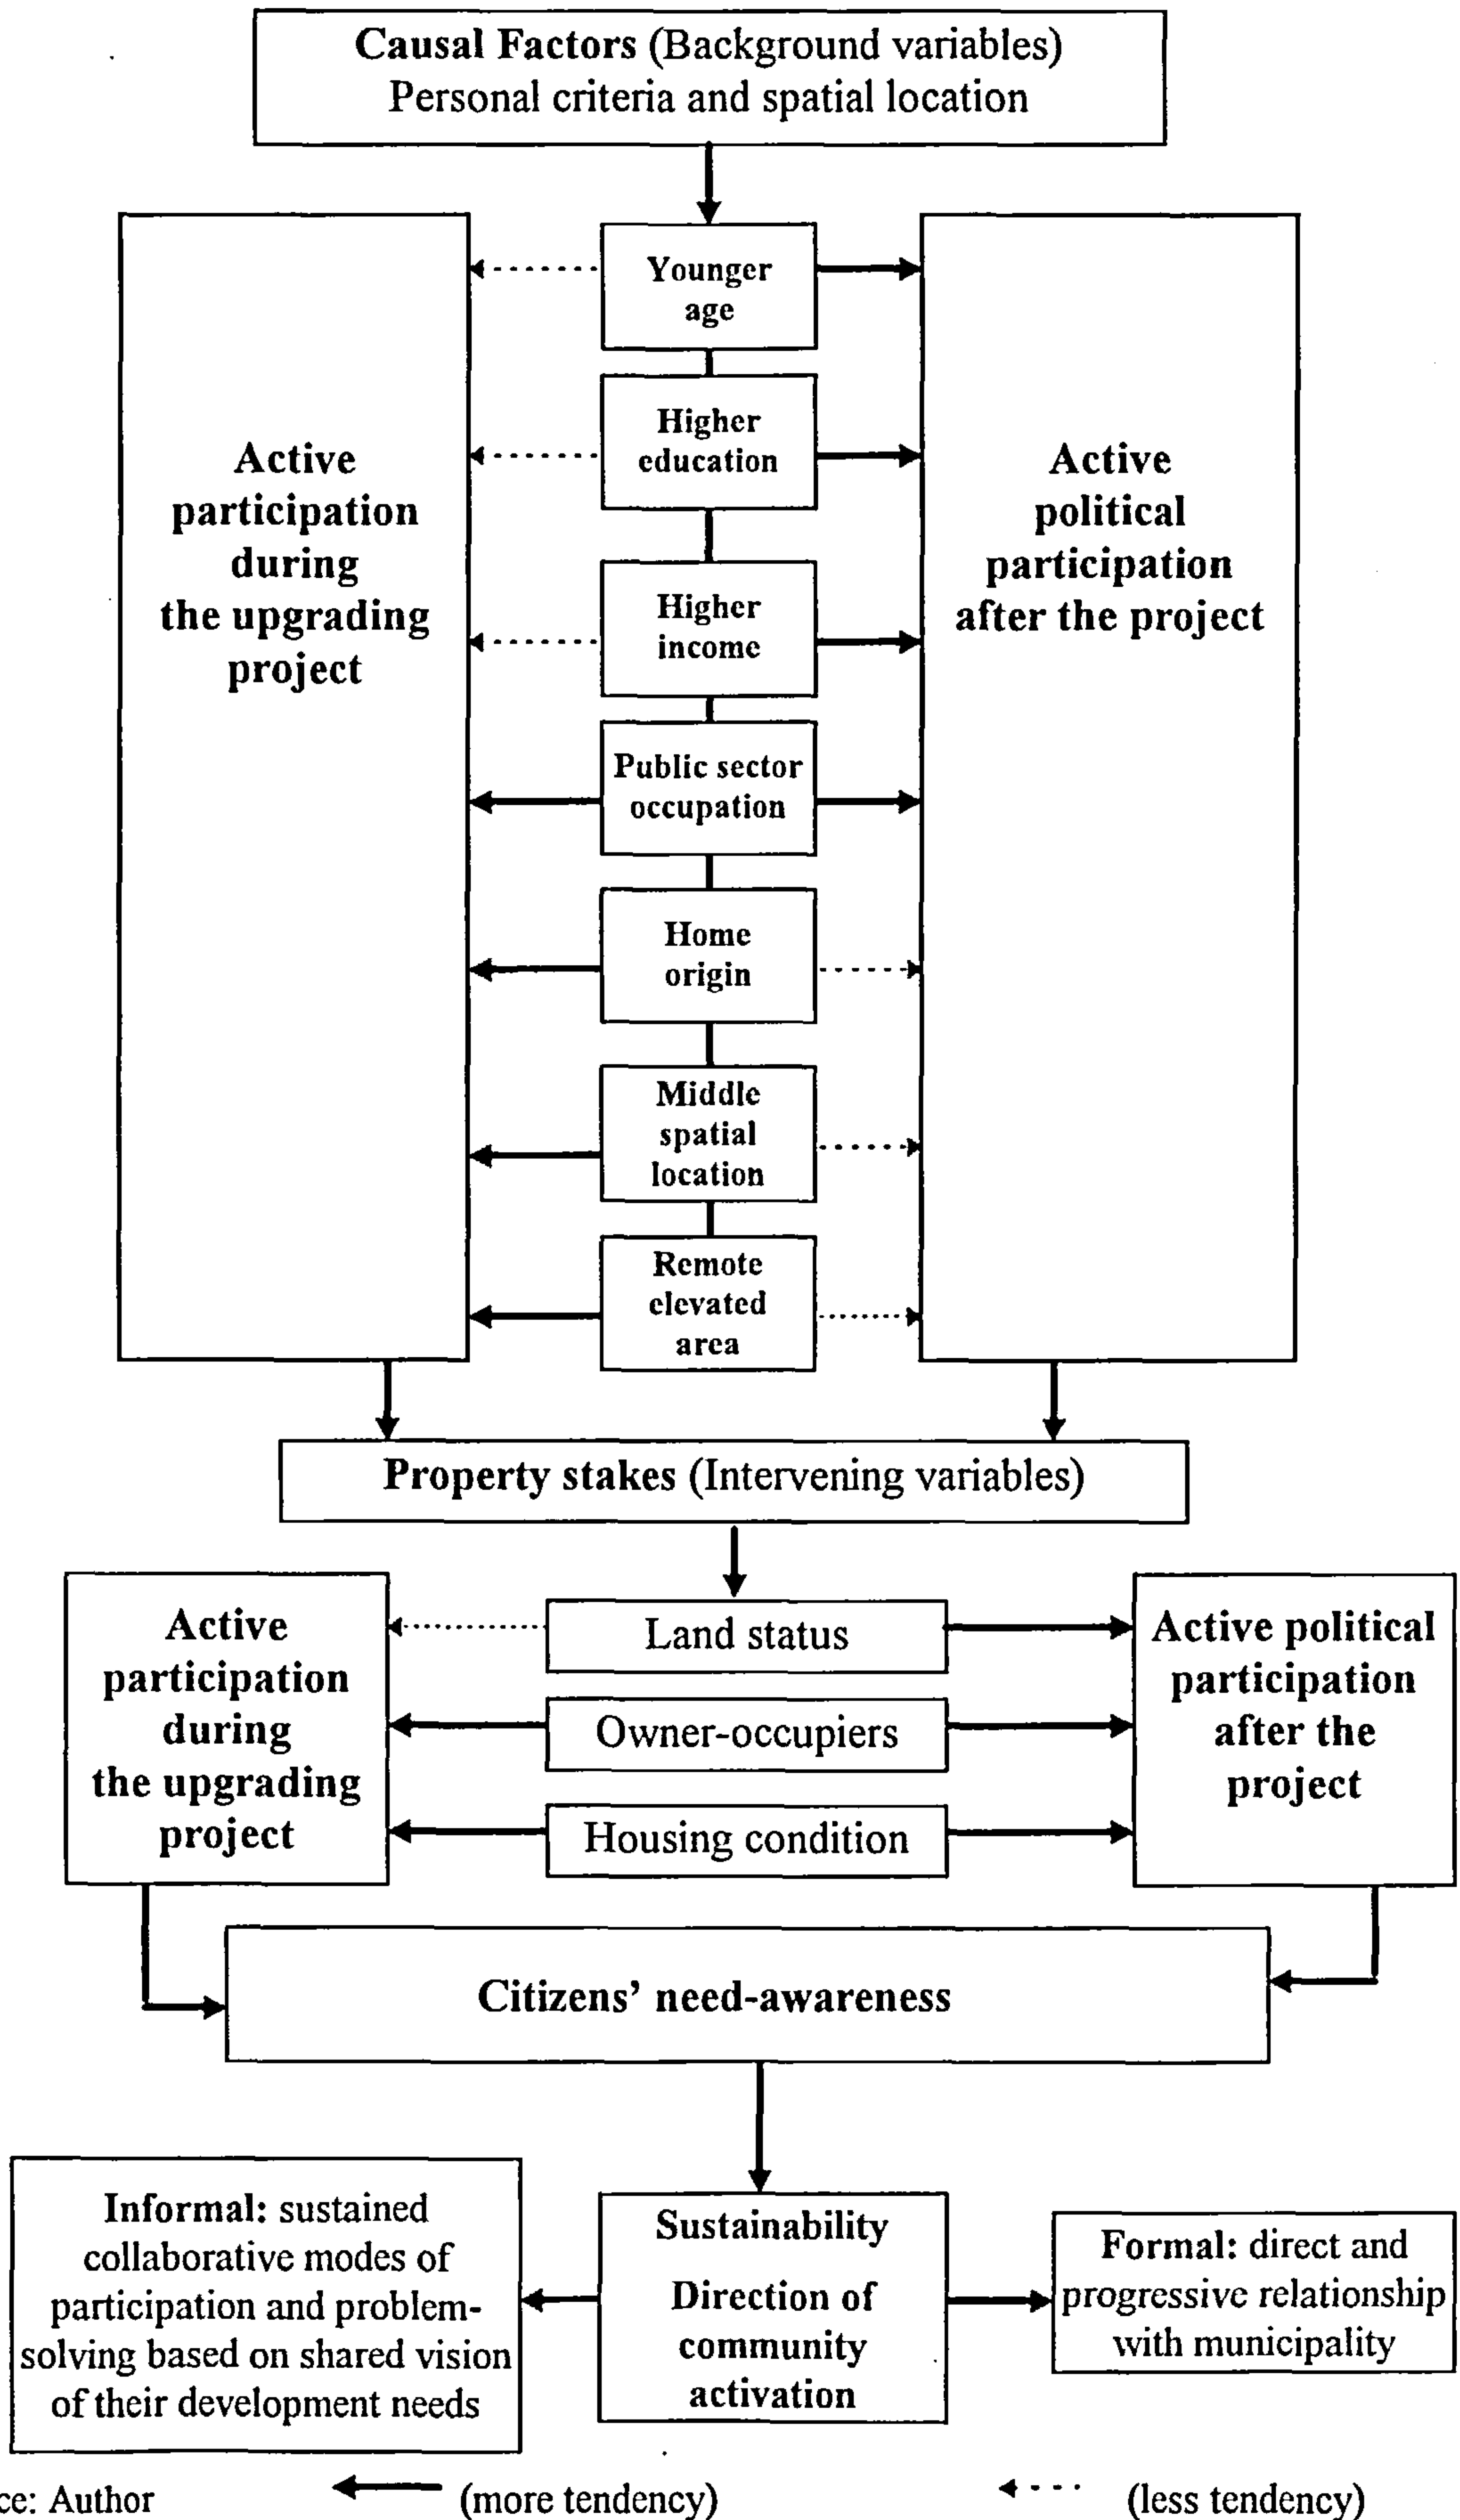 Causal Factors (Background variables)
Personal criteria and spatial location
Active
participation
during
the upgrading
project
Younger
age
Higher
education
Higher
income
Public sector
occupation
Home
origin
Middle
spatial
location
Remote
elevated
area
Active
political
participation
after the project
Property stakes (Intervening variables)
Active
participation
during
the upgrading
project
Land status
Owner-occupiers
Housing condition
Active political
participation
after the
project
Citizens' need-awareness
Informal: sustained
collaborative modes of
participation and problem-
solving based on shared vision
of their development needs
Sustainability
Direction of
community
activation
Formal: direct and
progressive relationship
with municipality
ce: Author (more tendency) (less tendency)